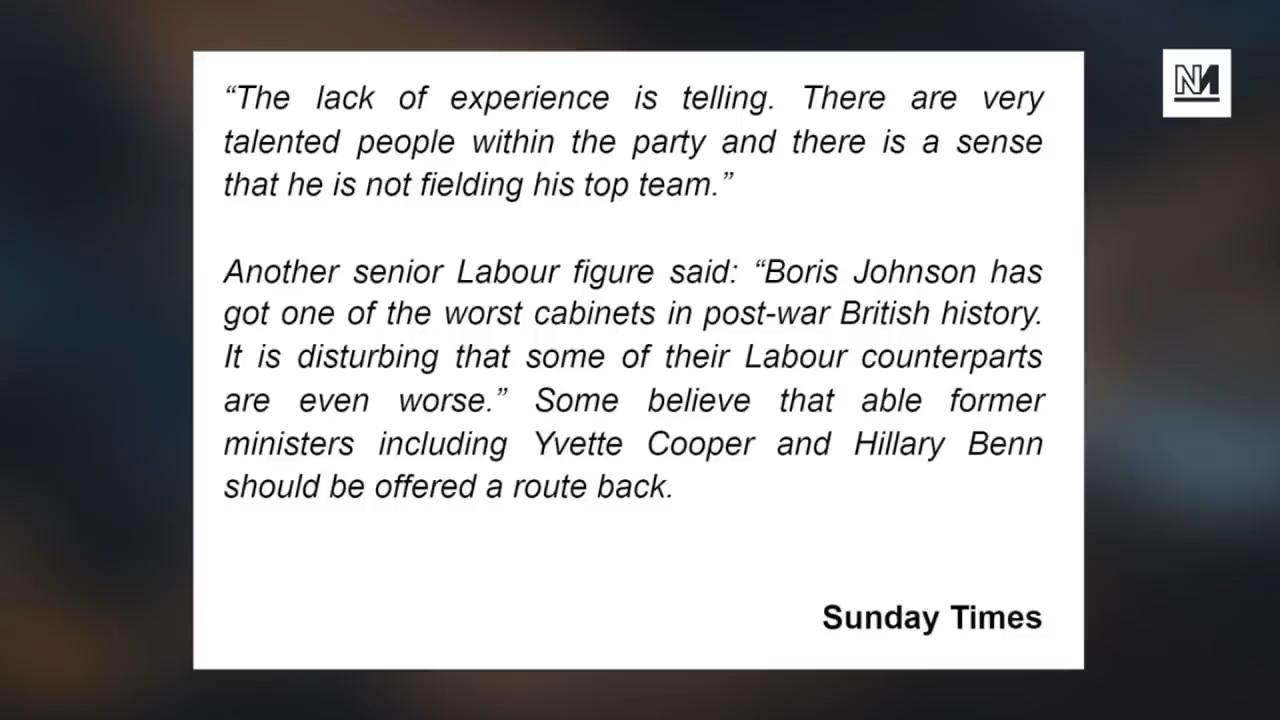 “The lack of experience is telling. There are very
talented people within the party and there is a sense
that he is not fielding his top team.”
Another senior Labour figure said: “Boris Johnson has
got one of the worst cabinets in post-war British history.
It is disturbing that some of their Labour counterparts
are even worse.” Some believe that able former
ministers including Yvette Cooper and Hillary Benn
should be offered a route back.
Sunday Times
NM